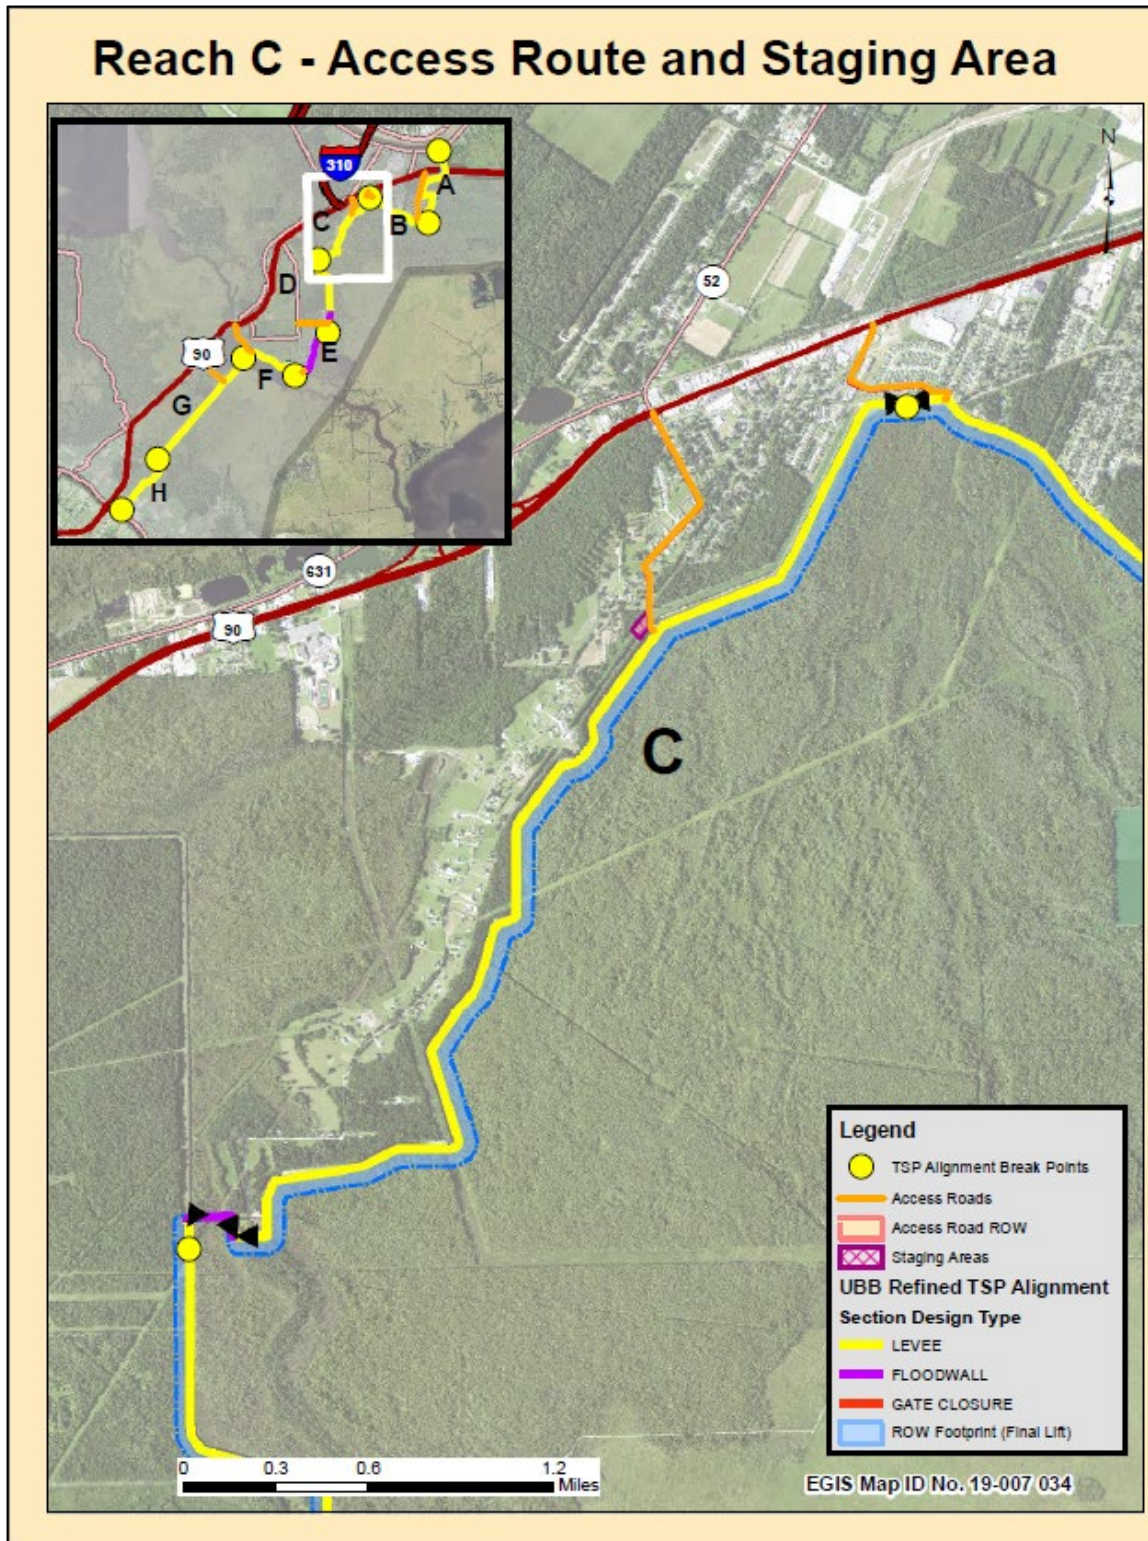 Reach C - Access Route and Staging Area
310
A
B
C
D
E
90
F
G
H
N
52
631
90
C
Legend
TSP Alignment Break Points
Access Roads
Access Road ROW
Staging Areas
UBB Refined TSP Alignment
Section Design Type
LEVEE
FLOODWALL
GATE CLOSURE
ROW Footprint (Final Lift)
0 0.3 0.6 1.2
Miles
EGIS Map ID No. 19-007 034